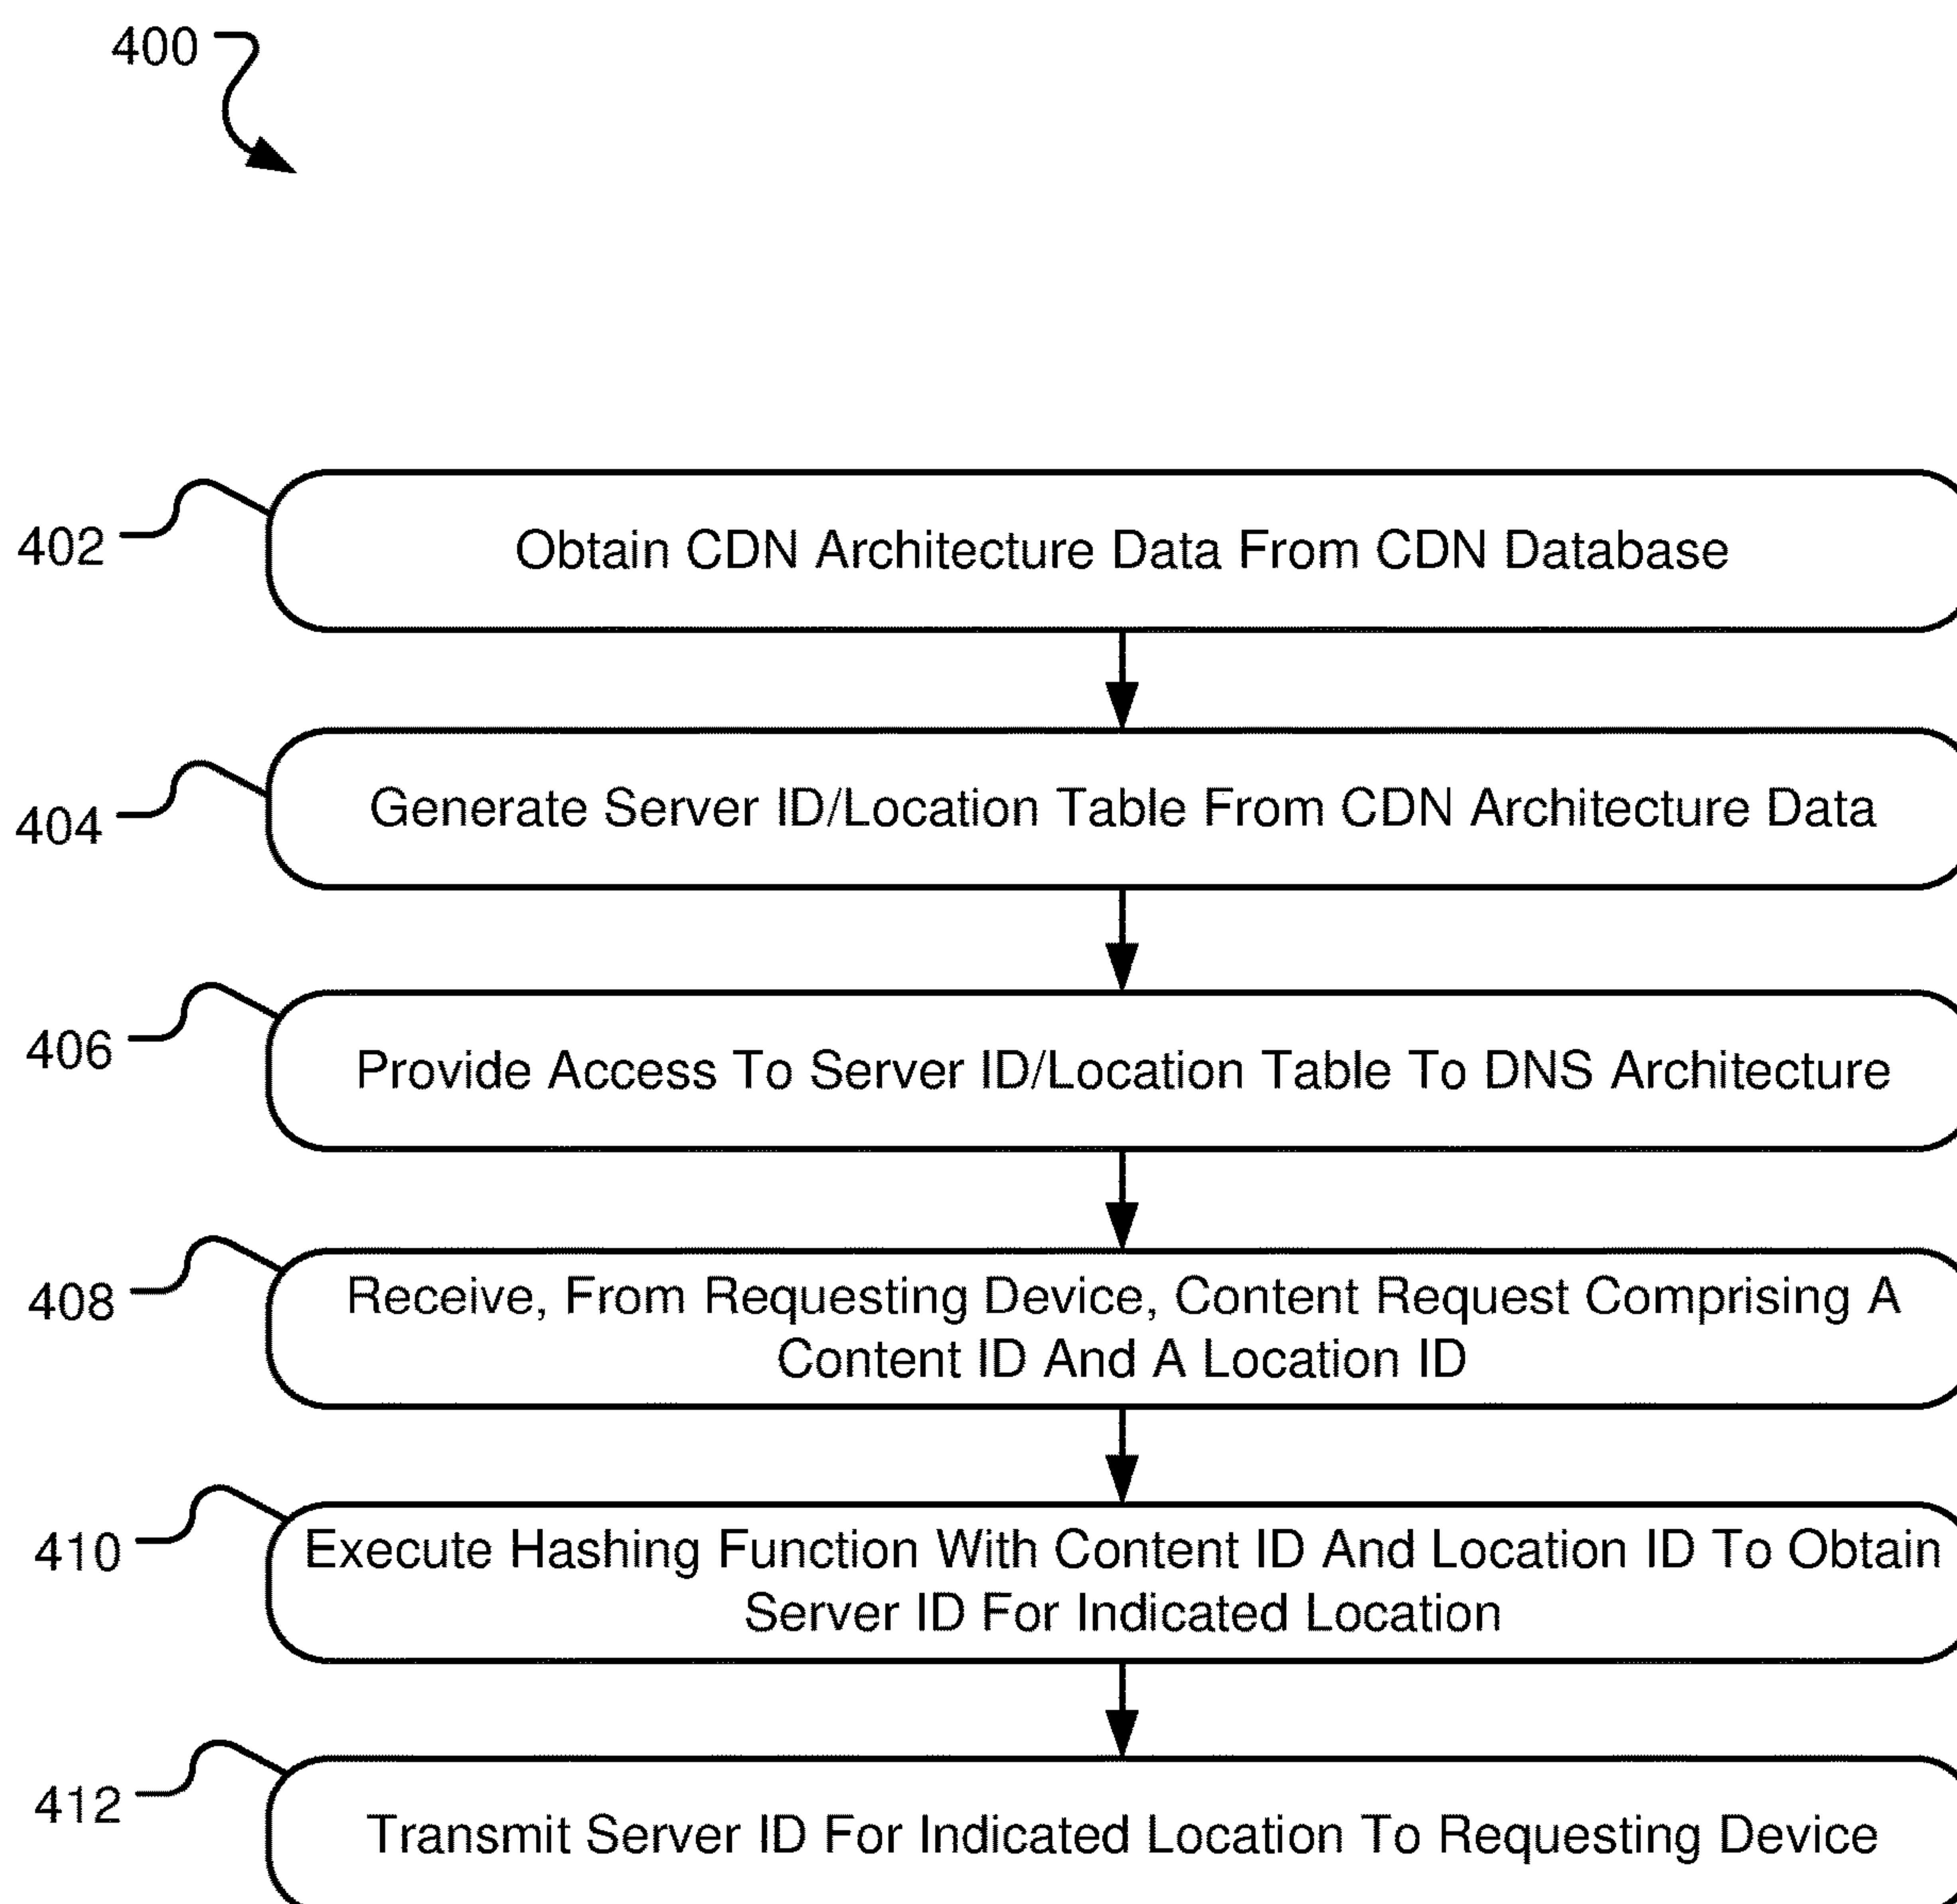 400
402
Obtain CDN Architecture Data From CDN Database
404
Generate Server ID/Location Table From CDN Architecture Data
406
Provide Access To Server ID/Location Table To DNS Architecture
408
Receive, From Requesting Device, Content Request Comprising A
Content ID And A Location ID
410
Execute Hashing Function With Content ID And Location ID To Obtain
Server ID For Indicated Location
412
Transmit Server ID For Indicated Location To Requesting Device